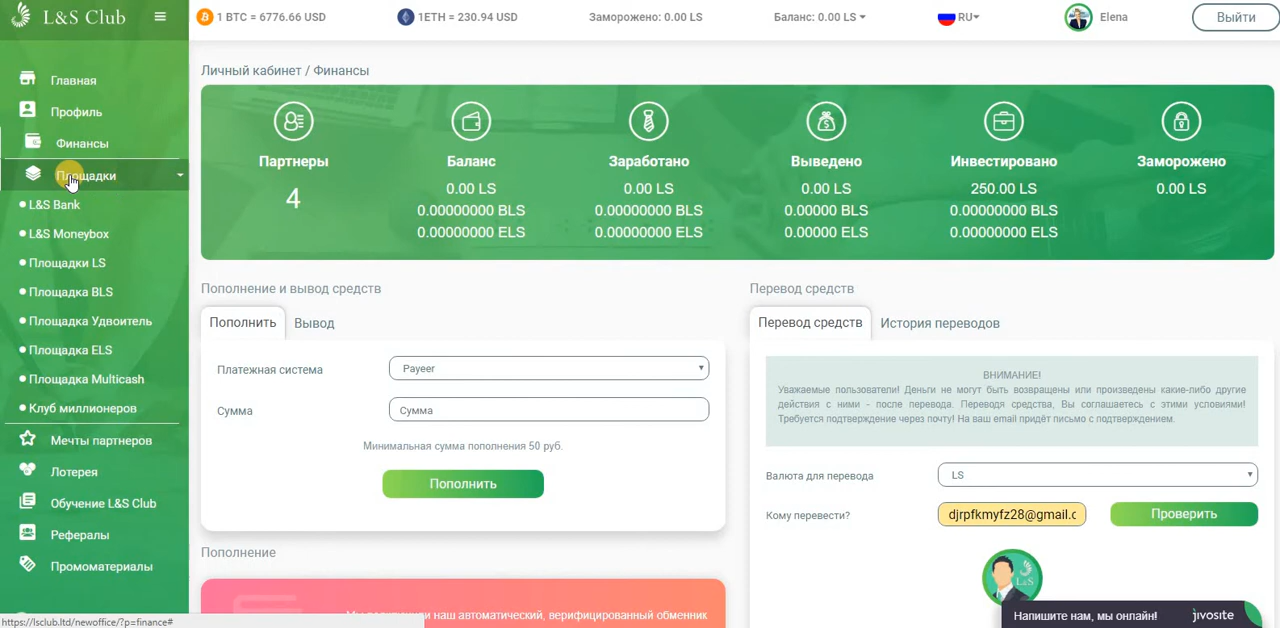 L&S Club
1 BTC = 6776.66 USD
1ETH = 230.94 USD
Заморожено: 0.00 LS
Баланс: 0.00 LS
RU
Elena
Выйти
Главная
Профиль
Финансы
Площадки
L&S Bank
L&S Moneybox
Площадки LS
Площадка BLS
Площадка Удвоитель
Площадка ELS
Площадка Multicash
Клуб миллионеров
Мечты партнеров
Лотерея
Обучение L&S Club
Рефералы
Промоматериалы
https://lsclub.ltd/newoffice/?p=finance#
Личный кабинет / Финансы
Партнеры
4
Баланс
0.00 LS
0.00000000 BLS
0.00000000 ELS
Заработано
0.00 LS
0.00000000 BLS
0.00000000 ELS
Выведено
0.00 LS
0.00000 BLS
0.00000 ELS
Инвестировано
250.00 LS
0.00000000 BLS
0.00000000 ELS
Заморожено
0.00 LS
Пополнение и вывод средств
Пополнить
Вывод
Платежная система
Payeer
Сумма
Сумма
Минимальная сумма пополнения 50 руб.
Пополнить
Пополнение
наш автоматический, верифицированный обменник
Перевод средств
Перевод средств
История переводов
ВНИМАНИЕ!
Уважаемые пользователи! Деньги не могут быть возвращены или произведены какие-либо другие
действия с ними - после перевода. Переводя средства, Вы соглашаетесь с этими условиями!
Требуется подтверждение через почту! На ваш email придёт письмо с подтверждением.
Валюта для перевода
LS
Кому перевести?
djrpfkmyfz28@gmail.c
Проверить
L&S
Напишите нам, мы онлайн!
jivosite